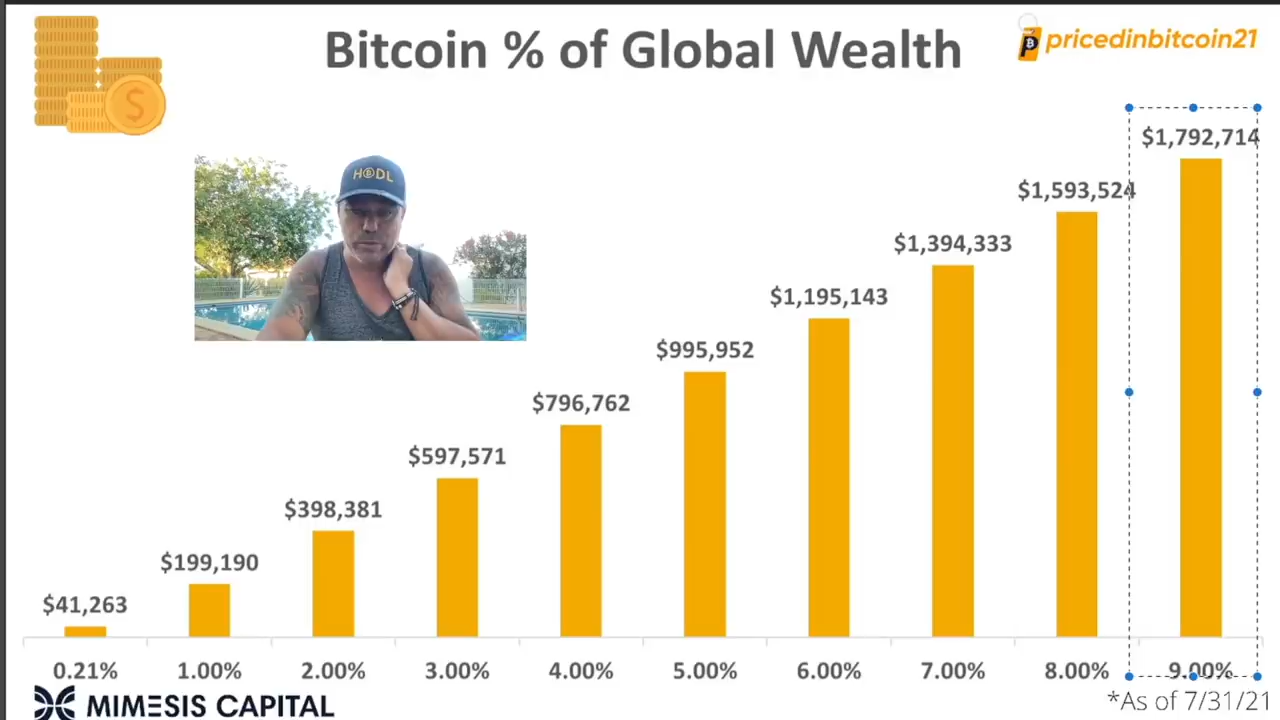 Bitcoin % of Global Wealth
pricedinbitcoin21
$1,792,714
$1,593,524
$1,394,333
$1,195,143
$995,952
$796,762
$597,571
$398,381
$199,190
$41,263
HODL
$
0.21% 1.00% 2.00% 3.00% 4.00% 5.00% 6.00% 7.00% 8.00% 9.00%
MIMESIS CAPITAL
*As of 7/31/21